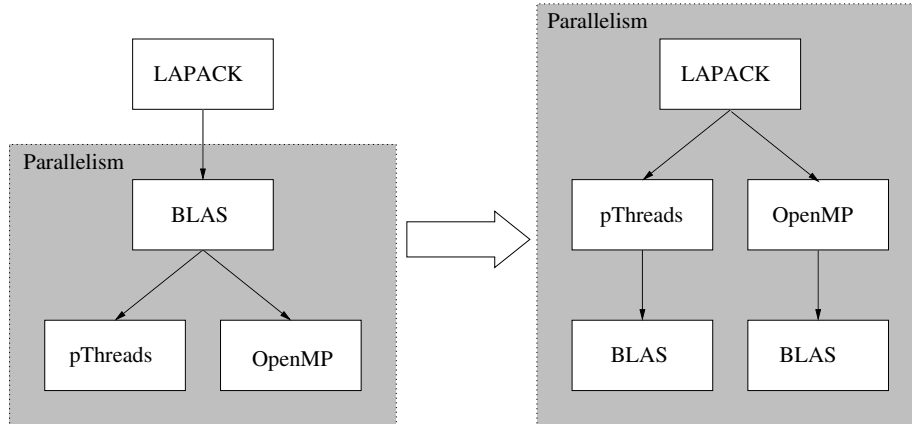 LAPACK
Parallelism
BLAS
pThreads
OpenMP
Parallelism
LAPACK
pThreads
OpenMP
BLAS
BLAS